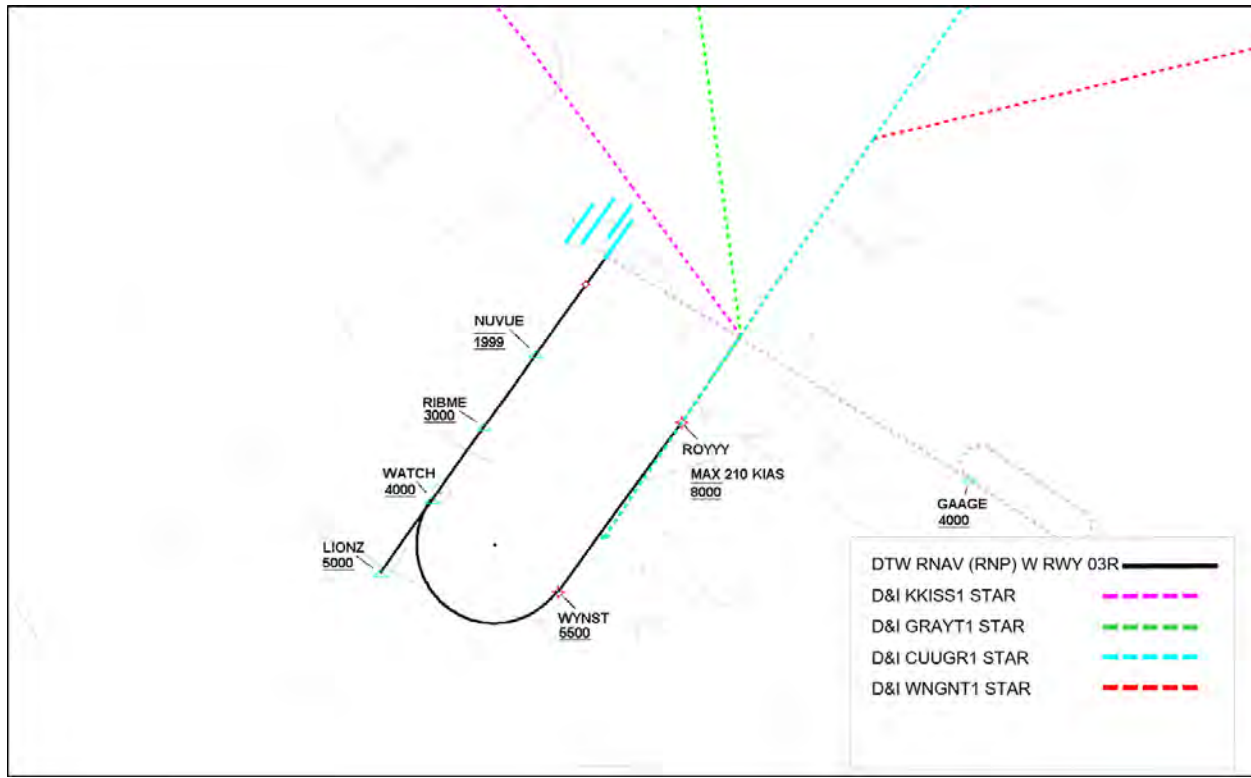 NUVUE
1999
RIBME
3000
WATCH
4000
LIONZ
5000
ROYYY
MAX 210 KIAS
8000
WYNST
5500
GAAGE
4000
DTW RNAV (RNP) W RWY 03R
D&I KKISS1 STAR
D&I GRAYT1 STAR
D&I CUUGR1 STAR
D&I WNGNT1 STAR